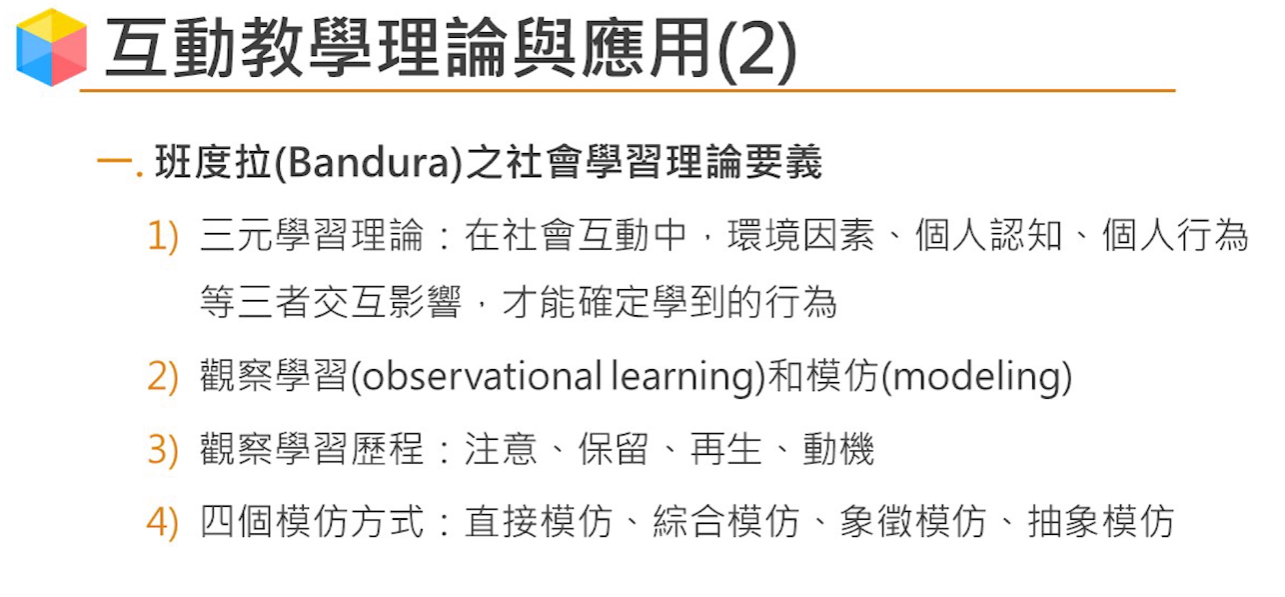 互動教學理論與應用(2)
一. 班度拉(Bandura)之社會學習理論要義
1) 三元學習理論：在社會互動中，環境因素、個人認知、個人行為
等三者交互影響，才能確定學到的行為
2) 觀察學習(observational learning)和模仿(modeling)
3) 觀察學習歷程：注意、保留、再生、動機
4) 四個模仿方式：直接模仿、綜合模仿、象徵模仿、抽象模仿